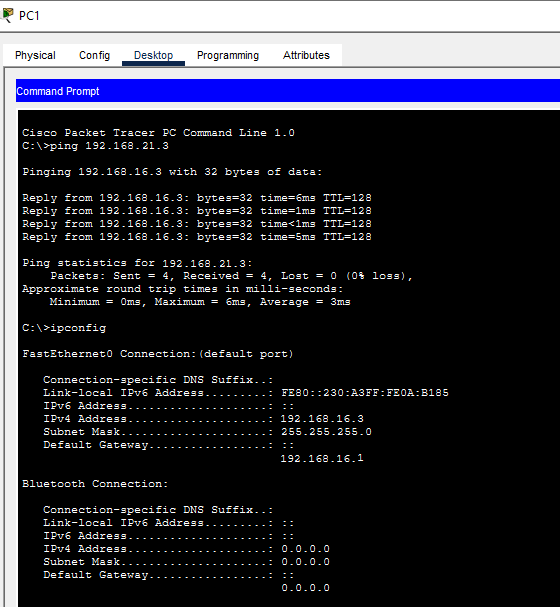 PC1
Physical Config Desktop Programming Attributes
Command Prompt
Cisco Packet Tracer PC Command Line 1.0
C:\>ping 192.168.21.3
Pinging 192.168.16.3 with 32 bytes of data:
Reply from 192.168.16.3: bytes=32 time=6ms TTL=128
Reply from 192.168.16.3: bytes=32 time=1ms TTL=128
Reply from 192.168.16.3: bytes=32 time<1ms TTL=128
Reply from 192.168.16.3: bytes=32 time=5ms TTL=128
Ping statistics for 192.168.21.3:
Packets: Sent = 4, Received = 4, Lost = 0 (0% loss),
Approximate round trip times in milli-seconds:
Minimum = 0ms, Maximum = 6ms, Average = 3ms
C:\>ipconfig
FastEthernet0 Connection:(default port)
Connection-specific DNS Suffix..:
Link-local IPv6 Address.........: FE80::230:A3FF:FE0A:B185
IPv6 Address....................: ::
IPv4 Address....................: 192.168.16.3
Subnet Mask.....................: 255.255.255.0
Default Gateway.................: ::
192.168.16.1
Bluetooth Connection:
Connection-specific DNS Suffix..:
Link-local IPv6 Address.........: ::
IPv6 Address....................: ::
IPv4 Address....................: 0.0.0.0
Subnet Mask.....................: 0.0.0.0
Default Gateway.................: ::
0.0.0.0